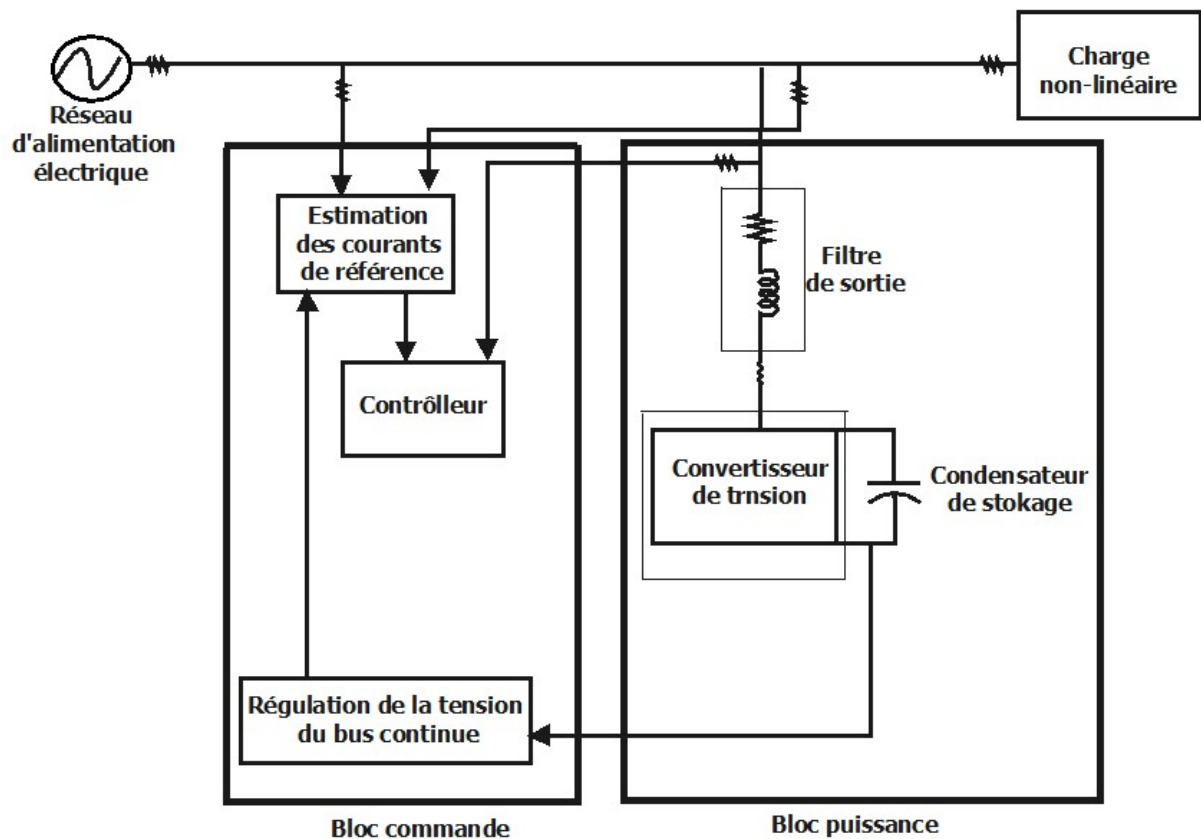 Charge
non-linéaire
Réseau
d'alimentation
électrique
Estimation
des courants
de référence
Filtre
de sortie
Contrôlleur
Convertisseur
de trnsion
Condensateur
de stokage
Régulation de la tension
du bus continue
Bloc commande
Bloc puissance